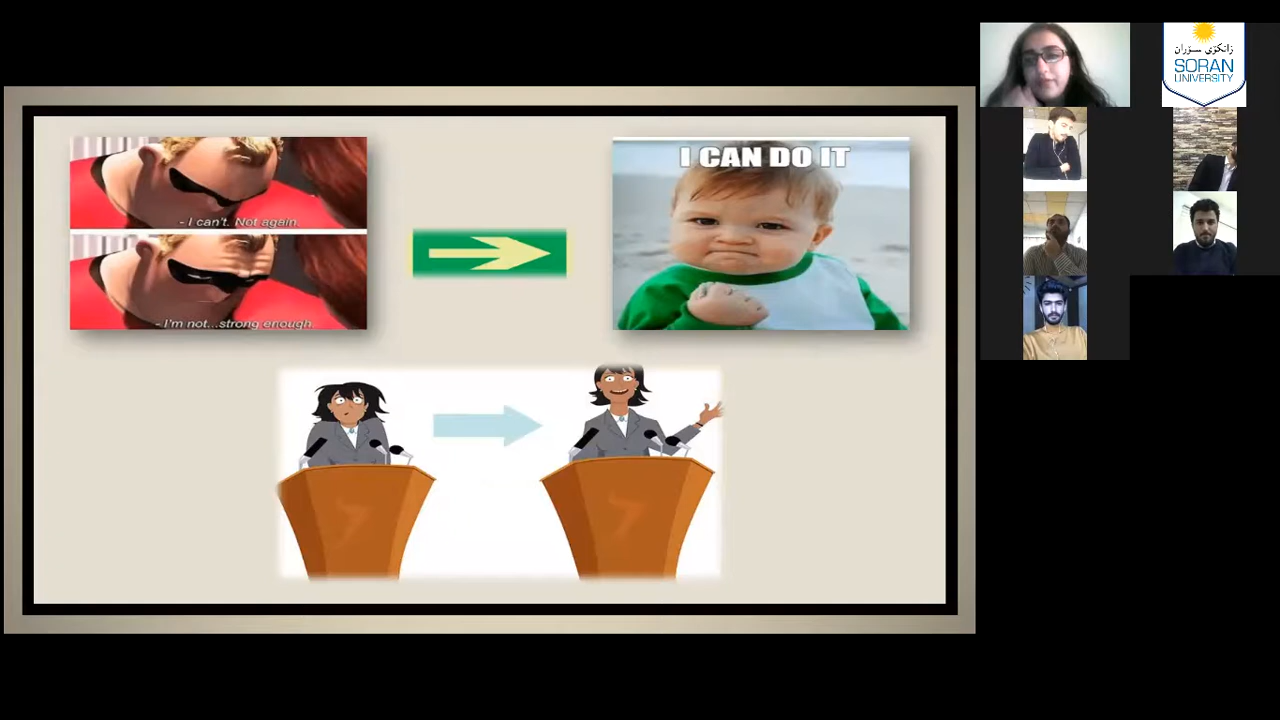 - I can't. Not again.
- I'm not...strong enough.
I CAN DO IT
زانكۆی سۆران
SORAN
UNIVERSITY